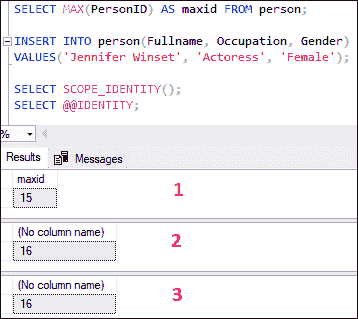 SELECT MAX(PersonID) AS maxid FROM person;
INSERT INTO person(Fullname, Occupation, Gender)
VALUES('Jennifer Winset', 'Actoress', 'Female');
SELECT SCOPE_IDENTITY();
SELECT @@IDENTITY;
%
Results Messages
maxid
15
1
(No column name)
16
2
(No column name)
16
3